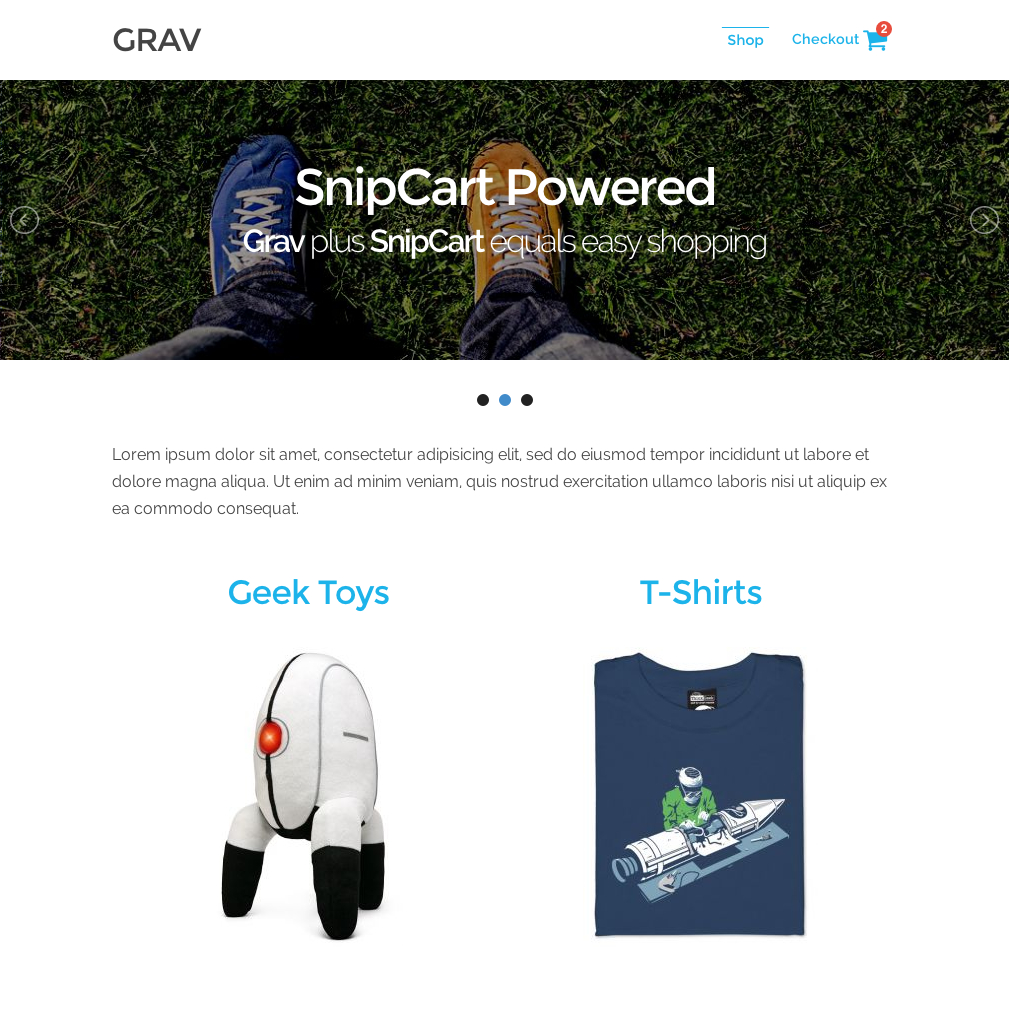 GRAV
Shop
Checkout
2
SnipCart Powered
Grav plus SnipCart equals easy shopping
Lorem ipsum dolor sit amet, consectetur adipisicing elit, sed do eiusmod tempor incididunt ut labore et
dolore magna aliqua. Ut enim ad minim veniam, quis nostrud exercitation ullamco laboris nisi ut aliquip ex
ea commodo consequat.
Geek Toys
T-Shirts